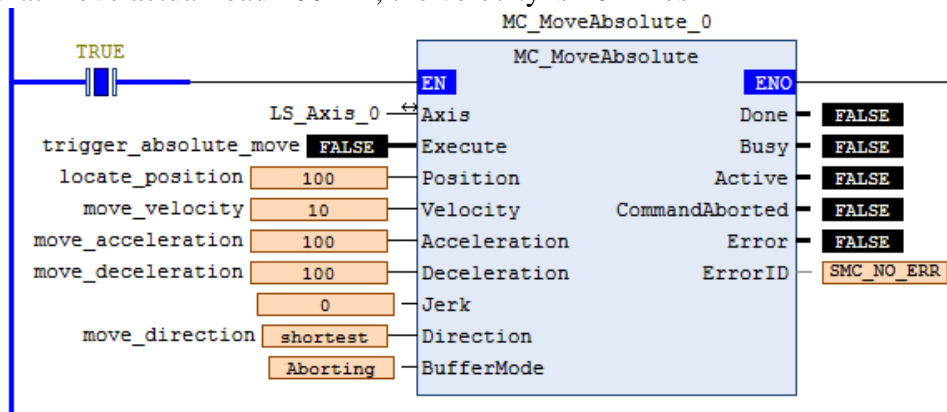 MC_MoveAbsolute_0
TRUE
MC_MoveAbsolute
EN ENO
LS_Axis_0 Axis Done FALSE
trigger_absolute_move FALSE Execute Busy FALSE
locate_position 100 Position Active FALSE
move_velocity 10 Velocity CommandAborted FALSE
move_acceleration 100 Acceleration Error FALSE
move_deceleration 100 Deceleration ErrorID SMC_NO_ERR
0 Jerk
move_direction shortest Direction
Aborting BufferMode